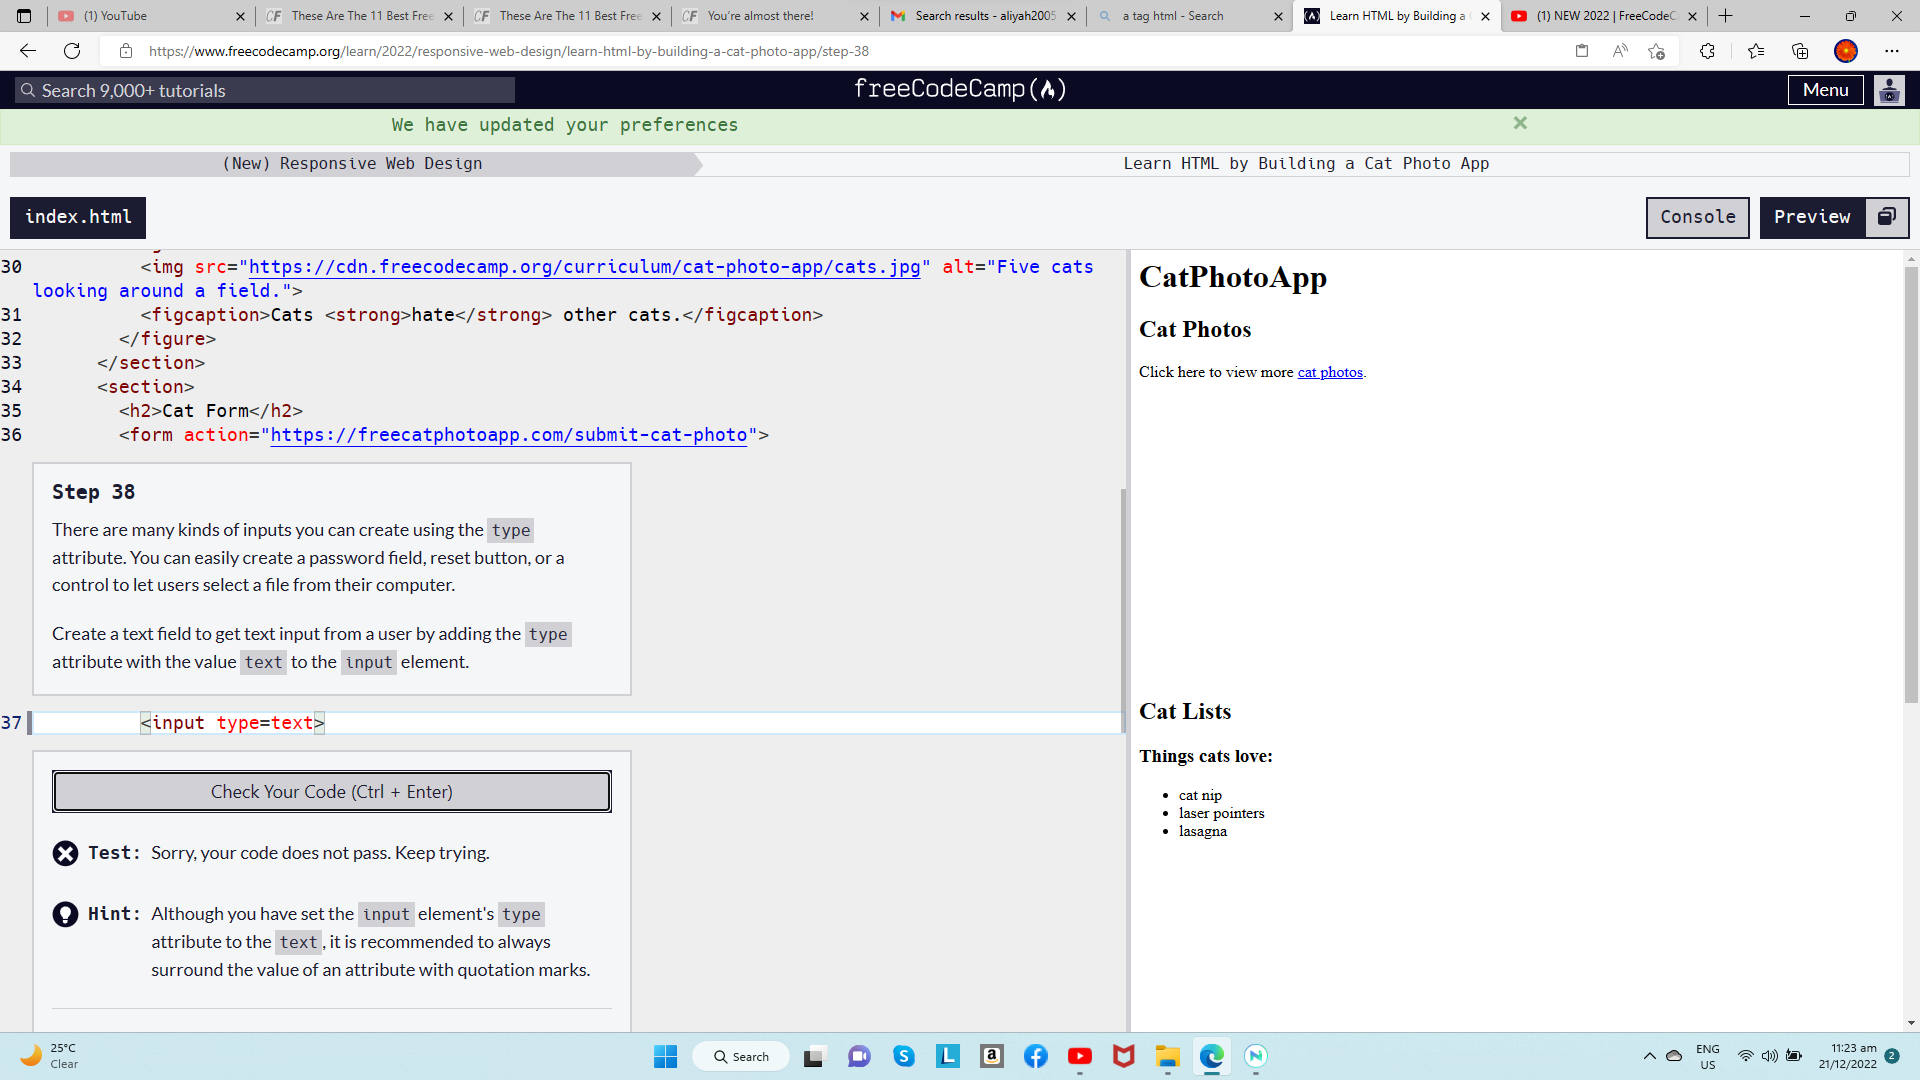 (1) YouTube
These Are The 11 Best Free
These Are The 11 Best Free
You're almost there!
Search results - aliyah2005
a tag html - Search
Learn HTML by Building a
(1) NEW 2022 | FreeCodeC
https://www.freecodecamp.org/learn/2022/responsive-web-design/learn-html-by-building-a-cat-photo-app/step-38
Search 9,000+ tutorials
freeCodeCamp
Menu
We have updated your preferences
(New) Responsive Web Design
Learn HTML by Building a Cat Photo App
index.html
Console
Preview
30 <img src="https://cdn.freecodecamp.org/curriculum/cat-photo-app/cats.jpg" alt="Five cats
looking around a field.">
31 <figcaption>Cats <strong>hate</strong> other cats.</figcaption>
32 </figure>
33 </section>
34 <section>
35 <h2>Cat Form</h2>
36 <form action="https://freecatphotoapp.com/submit-cat-photo">
Step 38
There are many kinds of inputs you can create using the type
attribute. You can easily create a password field, reset button, or a
control to let users select a file from their computer.
Create a text field to get text input from a user by adding the type
attribute with the value text to the input element.
37 <input type=text>
Check Your Code (Ctrl + Enter)
Test: Sorry, your code does not pass. Keep trying.
Hint: Although you have set the input element's type
attribute to the text, it is recommended to always
surround the value of an attribute with quotation marks.
CatPhotoApp
Cat Photos
Click here to view more cat photos.
Cat Lists
Things cats love:
cat nip
laser pointers
lasagna
25°C
Clear
Search
ENG
US
11:23 am
21/12/2022
2